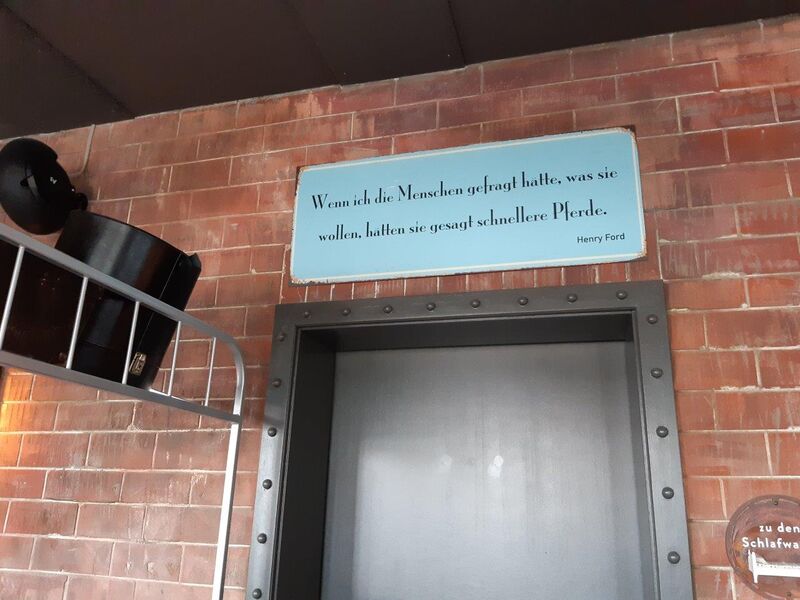 Wenn ich die Menschen gefragt hatte, was sie
wollen, hatten sie gesagt schnellere Pferde.
Henry Ford
zu den